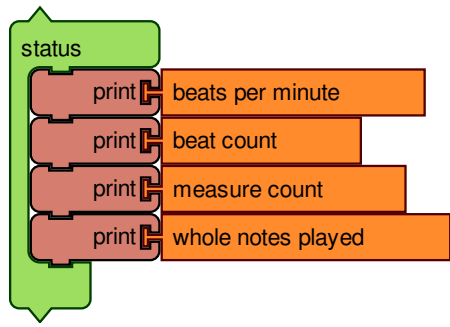 status
print beats per minute
print beat count
print measure count
print whole notes played